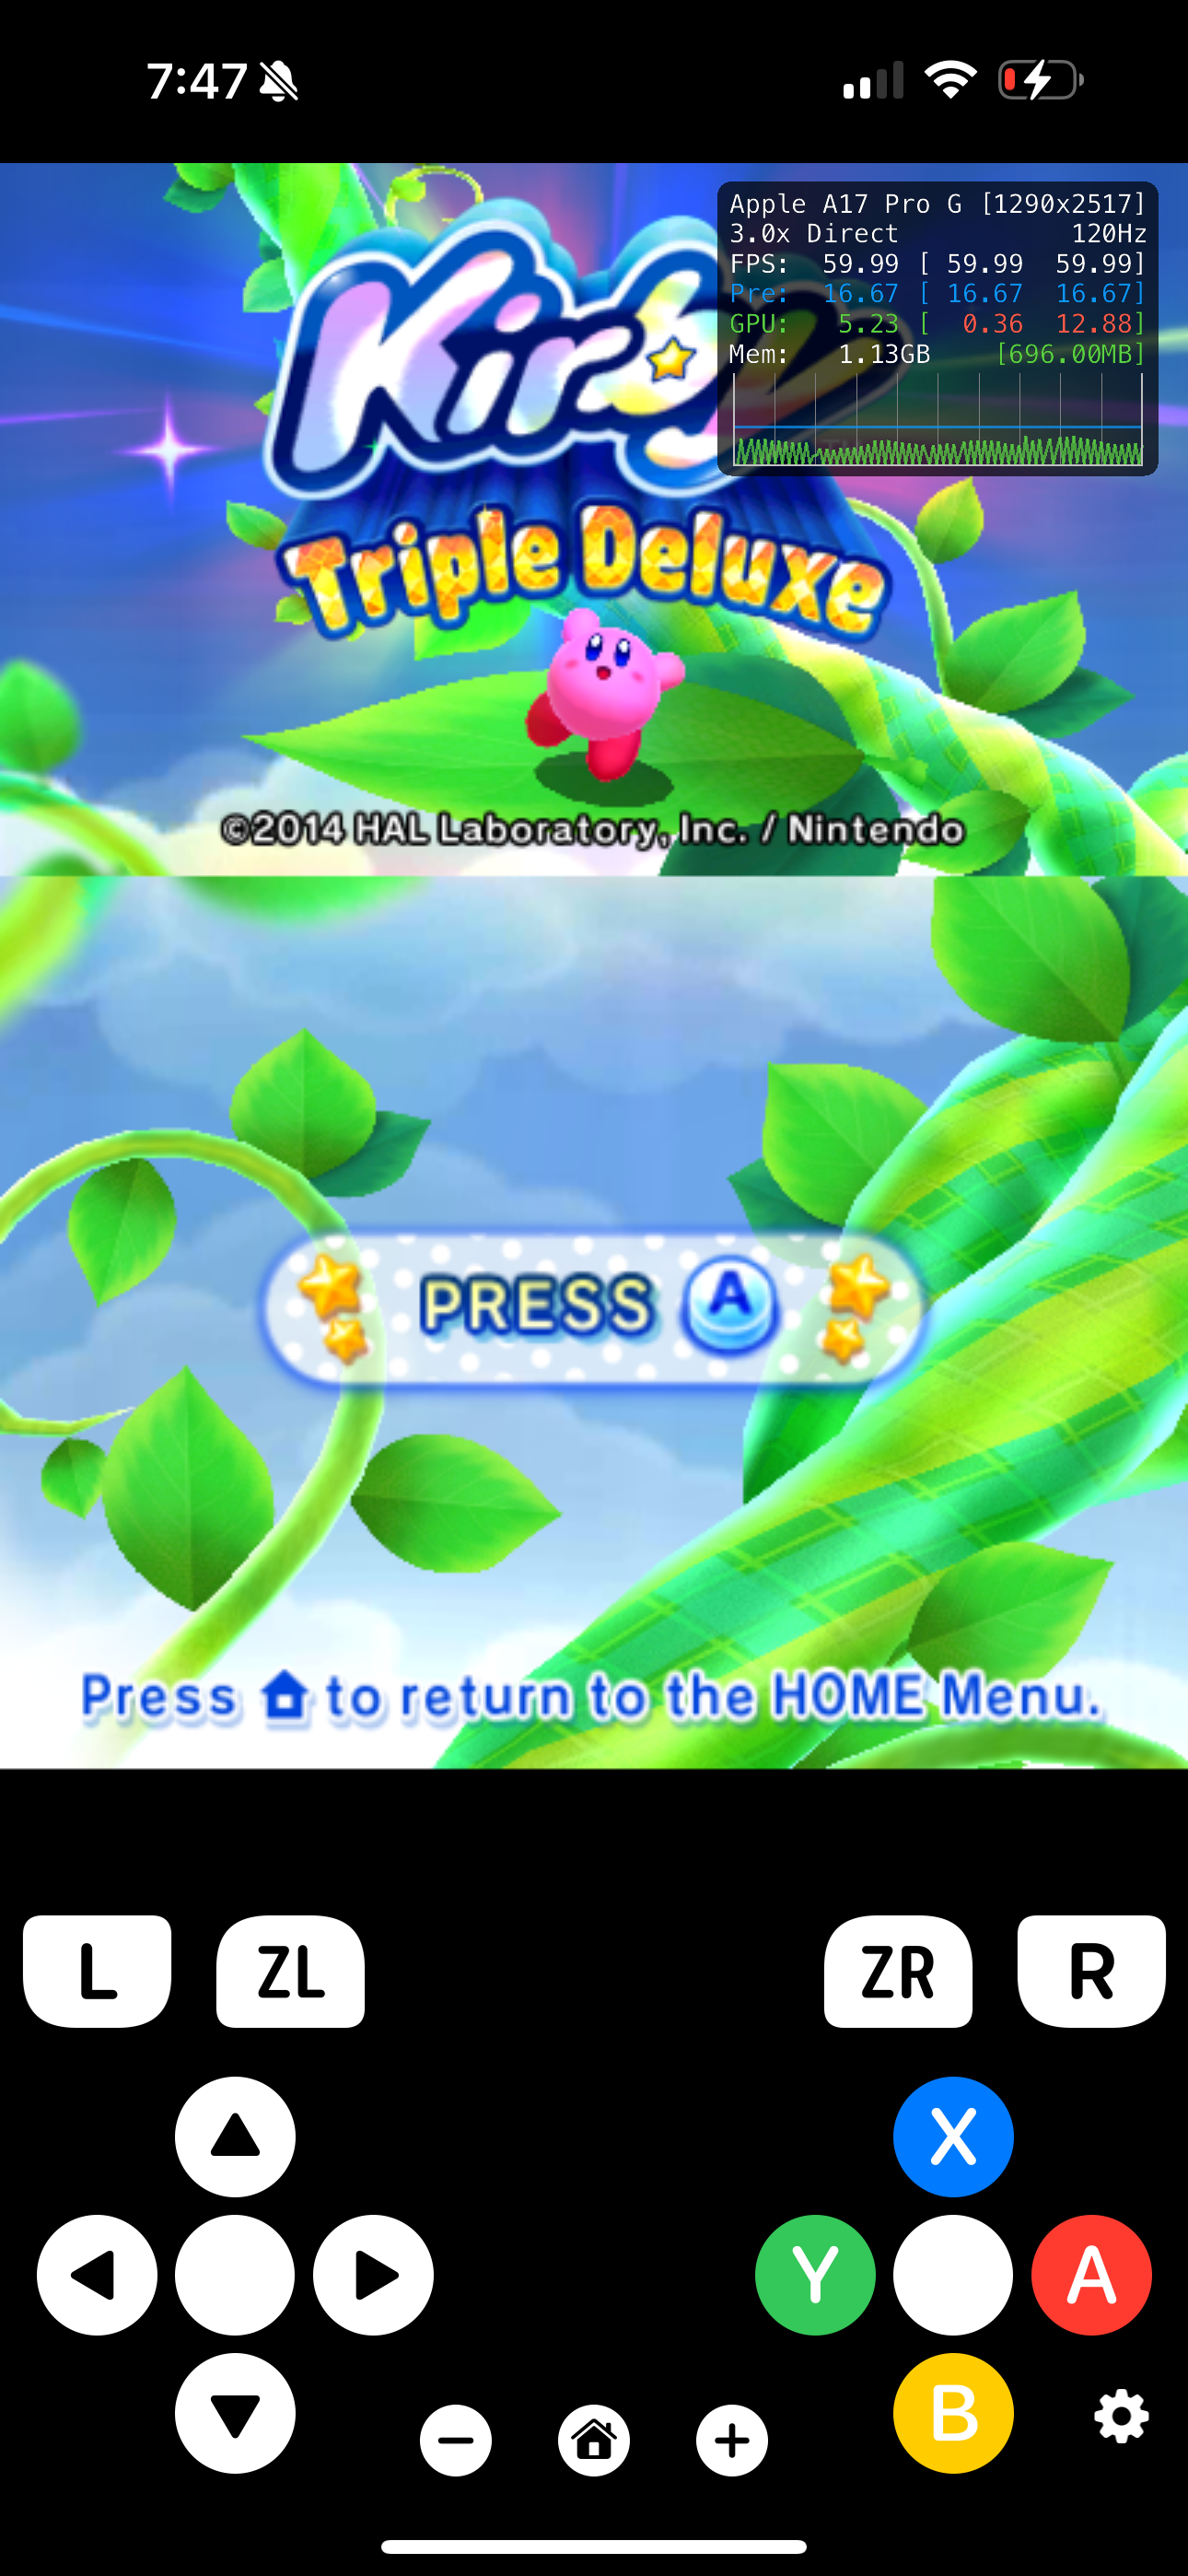 7:47
Apple A17 Pro G [1290x2517]
3.0x Direct 120Hz
FPS: 59.99 [ 59.99 59.99]
Pre: 16.67 [ 16.67 16.67]
GPU: 5.23 [ 0.36 12.88]
Mem: 1.13GB [696.00MB]
Kirby
Triple Deluxe
©2014 HAL Laboratory, Inc. / Nintendo
PRESS A
Press to return to the HOME Menu.
L ZL ZR R
X
Y A
B